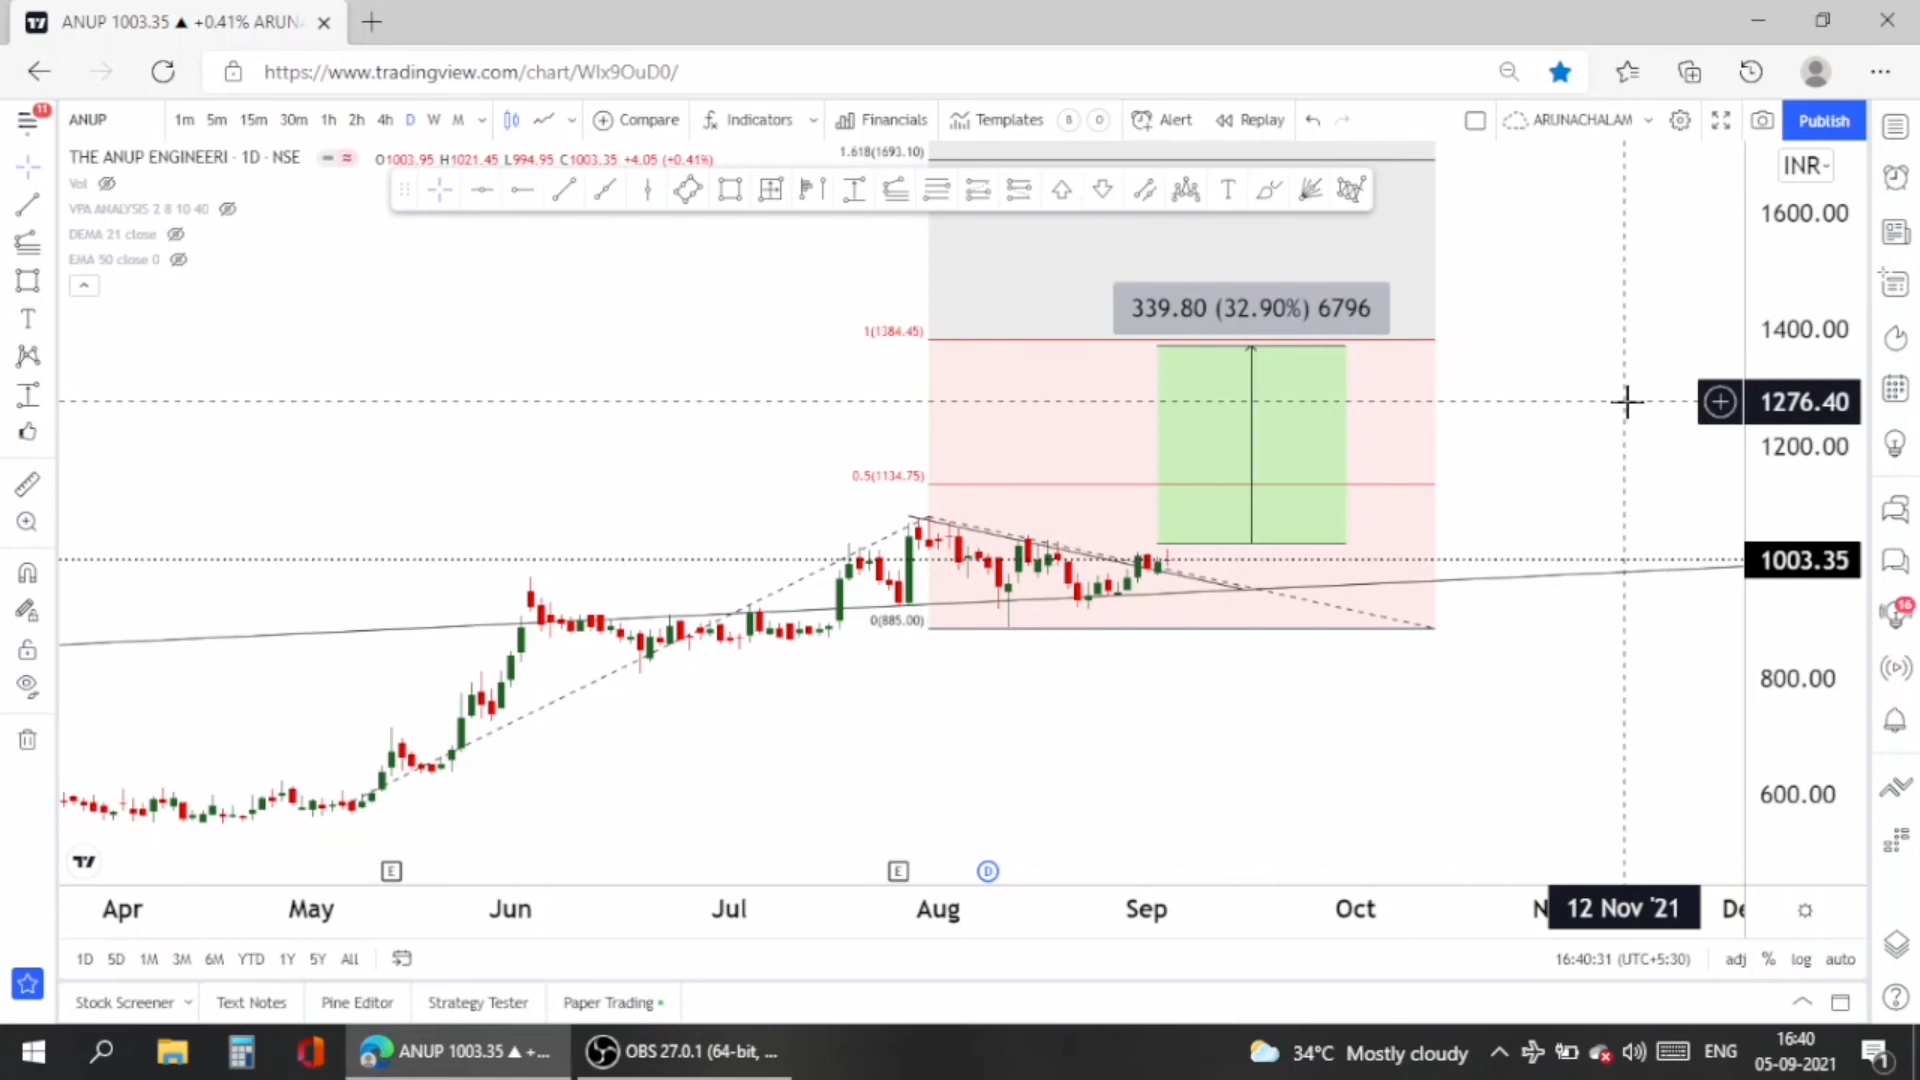 ANUP 1003.35 ▲ +0.41% ARUN
https://www.tradingview.com/chart/WIx9OuD0/
11
ANUP 1m 5m 15m 30m 1h 2h 4h D W M Compare Indicators Financials Templates B O Alert Replay ARUNACHALAM Publish
THE ANUP ENGINEERI · 1D · NSE O1003.95 H1021.45 L994.95 C1003.35 +4.05 (+0.41%)
1.618(1693.10)
INR
Vol
VPA ANALYSIS 2 8 10 40
DEMA 21 close
EMA 50 close 0
1600.00
339.80 (32.90%) 6796
1(1384.45)
1400.00
1276.40
1200.00
0.5(1134.75)
1003.35
0(885.00)
16
800.00
600.00
E E D
Apr May Jun Jul Aug Sep Oct N 12 Nov '21 De
1D 5D 1M 3M 6M YTD 1Y 5Y All 16:40:31 (UTC+5:30) adj % log auto
Stock Screener Text Notes Pine Editor Strategy Tester Paper Trading
ANUP 1003.35 ▲ +... OBS 27.0.1 (64-bit, ... 34°C Mostly cloudy ENG 16:40
05-09-2021 1